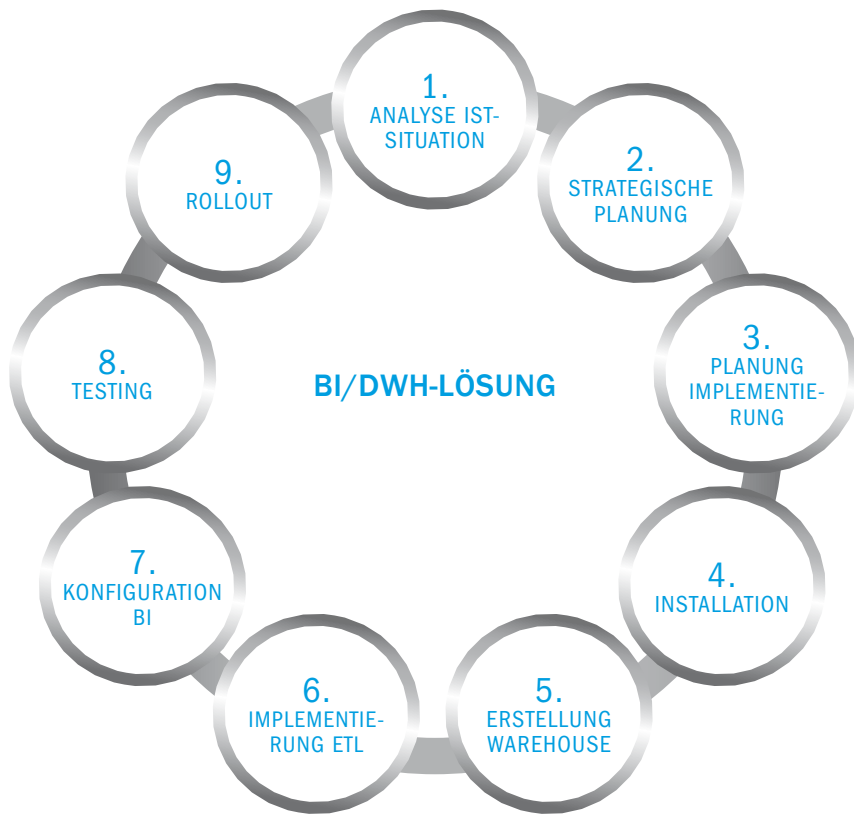 1.
ANALYSE IST-
SITUATION
2.
STRATEGISCHE
PLANUNG
3.
PLANUNG
IMPLEMENTIE-
RUNG
4.
INSTALLATION
5.
ERSTELLUNG
WAREHOUSE
6.
IMPLEMENTIE-
RUNG ETL
7.
KONFIGURATION
BI
8.
TESTING
9.
ROLLOUT
BI/DWH-LÖSUNG